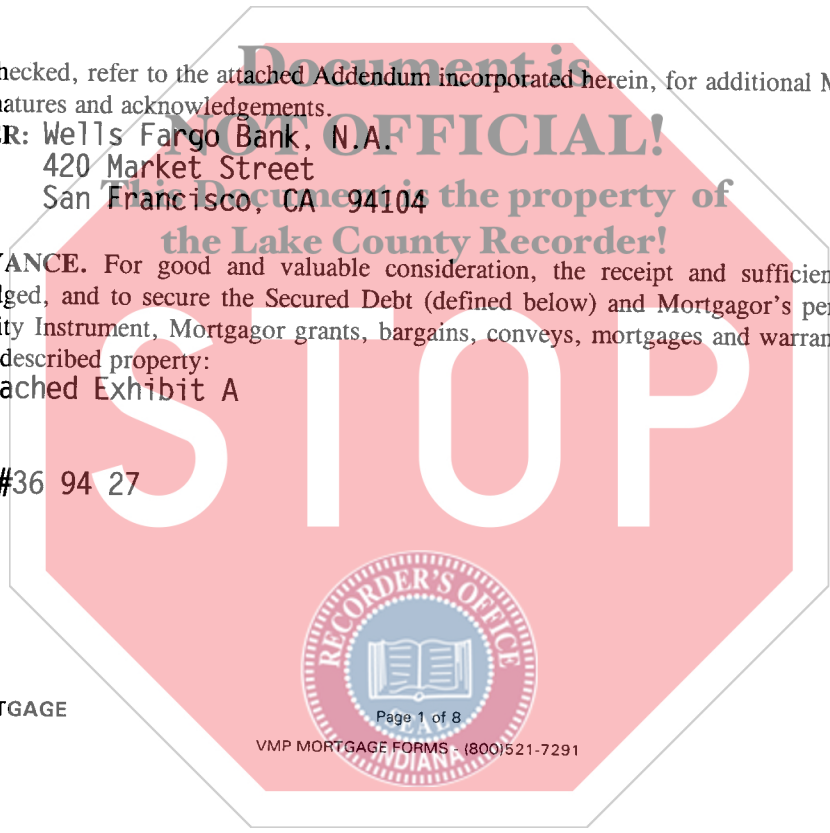 Document is
hecked, refer to the attached Addendum incorporated herein, for additional M
natures and acknowledgements.
NOT OFFICIAL!
ER: Wells Fargo Bank, N.A.
420 Market Street
This Document is the property of
San Francisco, CA 94104
the Lake County Recorder!
YANCE. For good and valuable consideration, the receipt and sufficien
lged, and to secure the Secured Debt (defined below) and Mortgagor's per
ity Instrument, Mortgagor grants, bargains, conveys, mortgages and warran
described property:
ached Exhibit A
STOP
#36 94 27
RECORDER'S OFFICE
SEAL
INDIANA
TGAGE
Page 1 of 8
VMP MORTGAGE FORMS - (800)521-7291